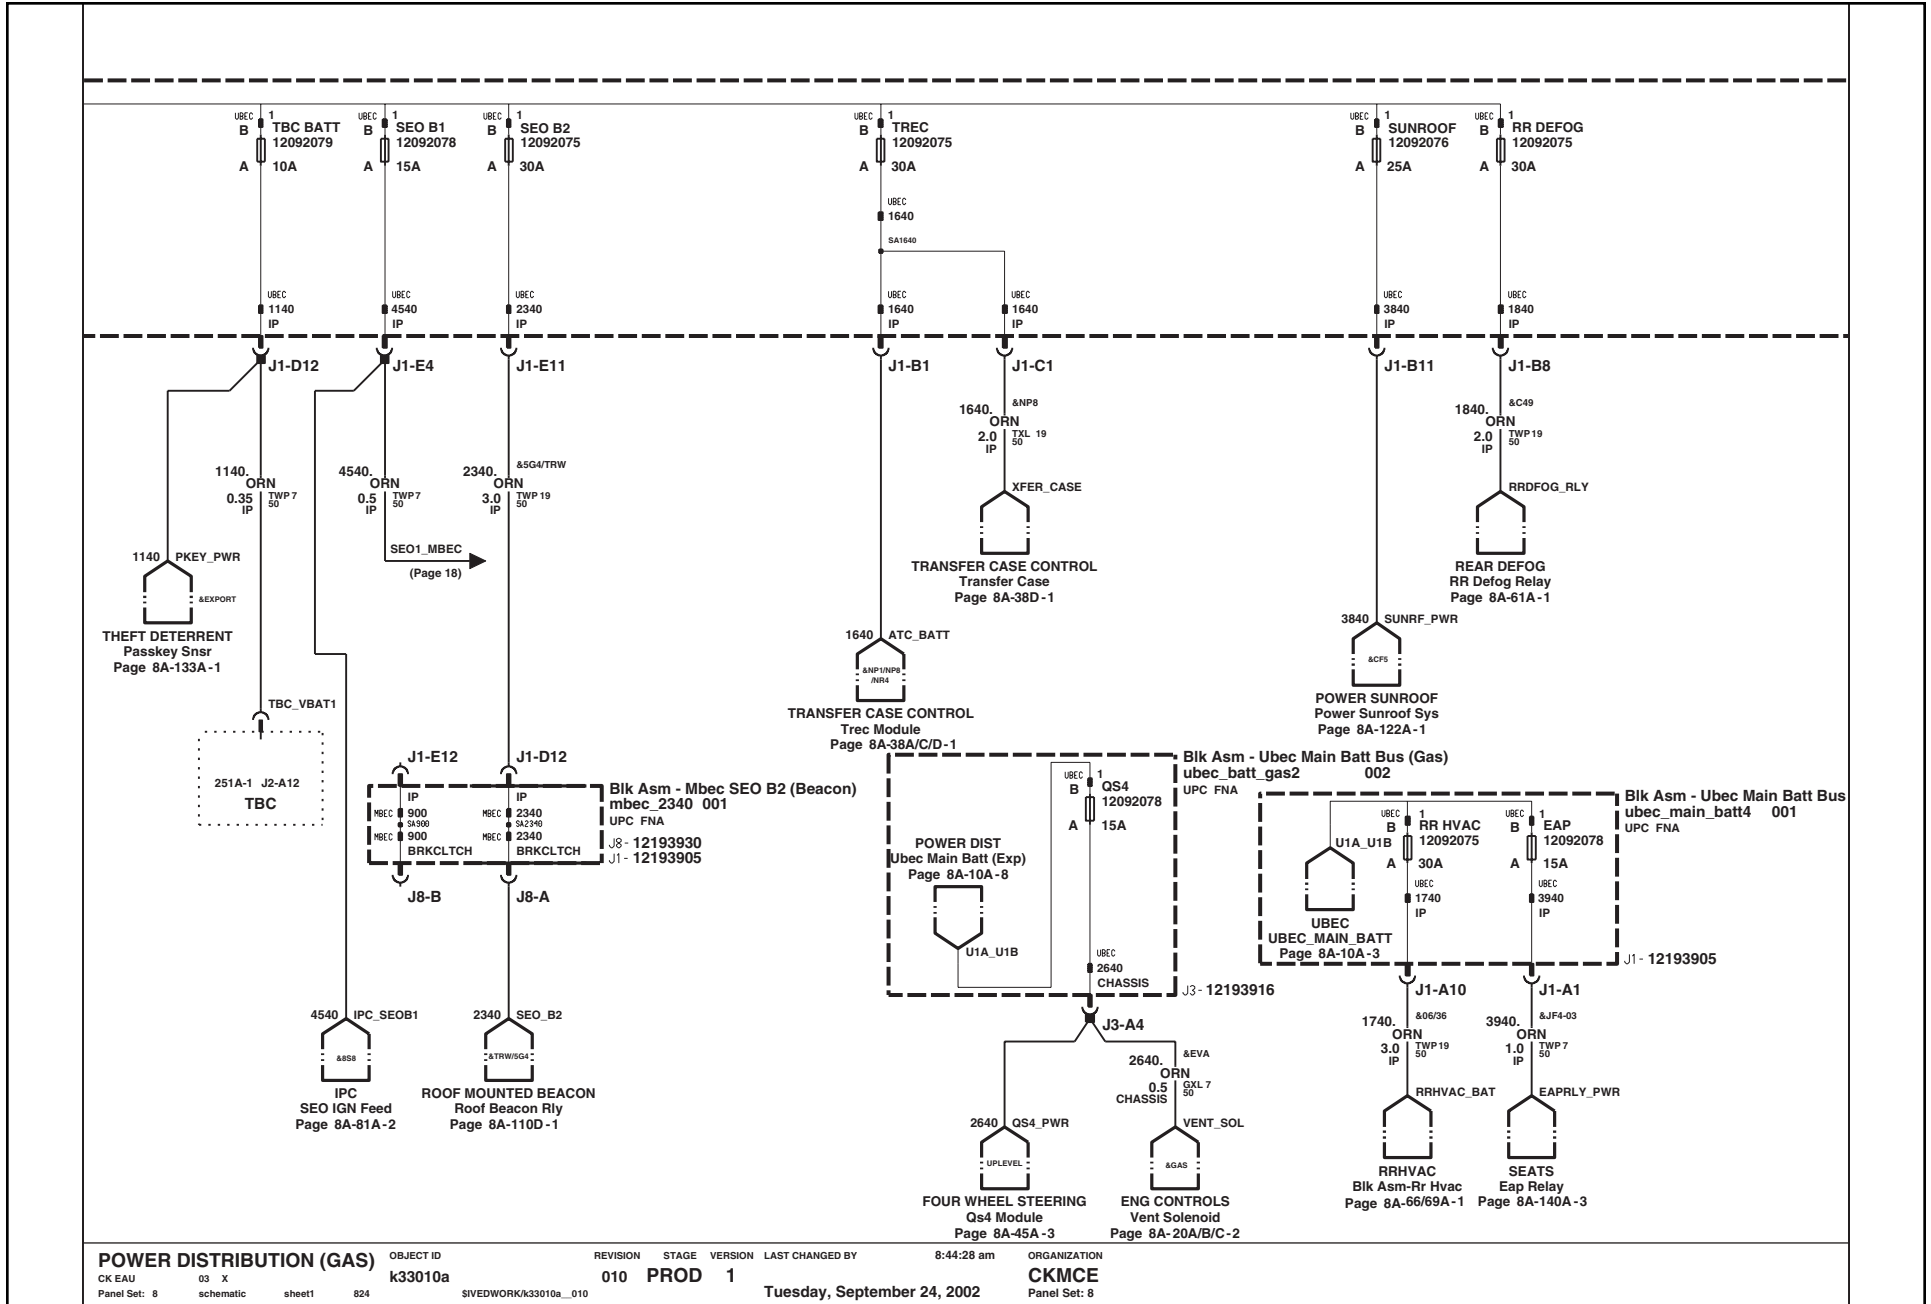 UBEC 1
B TBC BATT
12092079
A 10A
UBEC 1
B SEO B1
12092078
A 15A
UBEC 1
B SEO B2
12092075
A 30A
UBEC 1
B TREC
12092075
A 30A
UBEC 1
B SUNROOF
12092076
A 25A
UBEC 1
B RR DEFOG
12092075
A 30A
UBEC
1640
SA1640
UBEC
1140
IP
UBEC
4540
IP
UBEC
2340
IP
UBEC
1640
IP
UBEC
1640
IP
UBEC
3840
IP
UBEC
1840
IP
J1-D12
J1-E4
J1-E11
J1-B1
J1-C1
J1-B11
J1-B8
1140.
ORN
0.35 TWP 7
IP 50
4540.
ORN
0.5 TWP 7
IP 50
2340. &5G4/TRW
ORN
3.0 TWP 19
IP 50
1640. &NP8
ORN
2.0 TXL 19
IP 50
1840. &C49
ORN
2.0 TWP 19
IP 50
XFER_CASE
TRANSFER CASE CONTROL
Transfer Case
Page 8A-38D-1
RRDFOG_RLY
REAR DEFOG
RR Defog Relay
Page 8A-61A-1
SEO1_MBEC
(Page 18)
1140 PKEY_PWR
&EXPORT
THEFT DETERRENT
Passkey Snsr
Page 8A-133A-1
1640 ATC_BATT
&NP1/NP8
/NR4
TRANSFER CASE CONTROL
Trec Module
Page 8A-38A/C/D-1
3840 SUNRF_PWR
&CF5
POWER SUNROOF
Power Sunroof Sys
Page 8A-122A-1
TBC_VBAT1
251A-1 J2-A12
TBC
J1-E12
J1-D12
IP
MBEC 900
SA900
MBEC 900
BRKCLTCH
IP
MBEC 2340
SA2340
MBEC 2340
BRKCLTCH
Blk Asm - Mbec SEO B2 (Beacon)
mbec_2340 001
UPC FNA
J8- 12193930
J1- 12193905
J8-B
J8-A
Blk Asm - Ubec Main Batt Bus (Gas)
ubec_batt_gas2 002
UPC FNA
UBEC 1
B QS4
12092078
A 15A
POWER DIST
Ubec Main Batt (Exp)
Page 8A-10A-8
U1A_U1B
UBEC
2640
CHASSIS
J3- 12193916
J3-A4
Blk Asm - Ubec Main Batt Bus
ubec_main_batt4 001
UPC FNA
U1A_U1B
UBEC 1
B RR HVAC
12092075
A 30A
UBEC 1
B EAP
12092078
A 15A
UBEC
1740
IP
UBEC
3940
IP
UBEC
UBEC_MAIN_BATT
Page 8A-10A-3
J1- 12193905
J1-A10
J1-A1
1740. &06/36
ORN
3.0 TWP 19
IP 50
3940. &JF4-03
ORN
1.0 TWP 7
IP 50
4540 IPC_SEOB1
&8S8
IPC
SEO IGN Feed
Page 8A-81A-2
2340 SEO_B2
&TRW/5G4
ROOF MOUNTED BEACON
Roof Beacon Rly
Page 8A-110D-1
2640. &EVA
ORN
0.5 GXL 7
CHASSIS 50
2640 QS4_PWR
UPLEVEL
FOUR WHEEL STEERING
Qs4 Module
Page 8A-45A-3
VENT_SOL
&GAS
ENG CONTROLS
Vent Solenoid
Page 8A-20A/B/C-2
RRHVAC_BAT
RRHVAC
Blk Asm-Rr Hvac
Page 8A-66/69A-1
EAPRLY_PWR
SEATS
Eap Relay
Page 8A-140A-3
POWER DISTRIBUTION (GAS)
CK EAU 03 X
Panel Set: 8 schematic sheet1 824
OBJECT ID
k33010a
$IVEDWORK/k33010a__010
REVISION STAGE VERSION LAST CHANGED BY 8:44:28 am
010 PROD 1
Tuesday, September 24, 2002
ORGANIZATION
CKMCE
Panel Set: 8